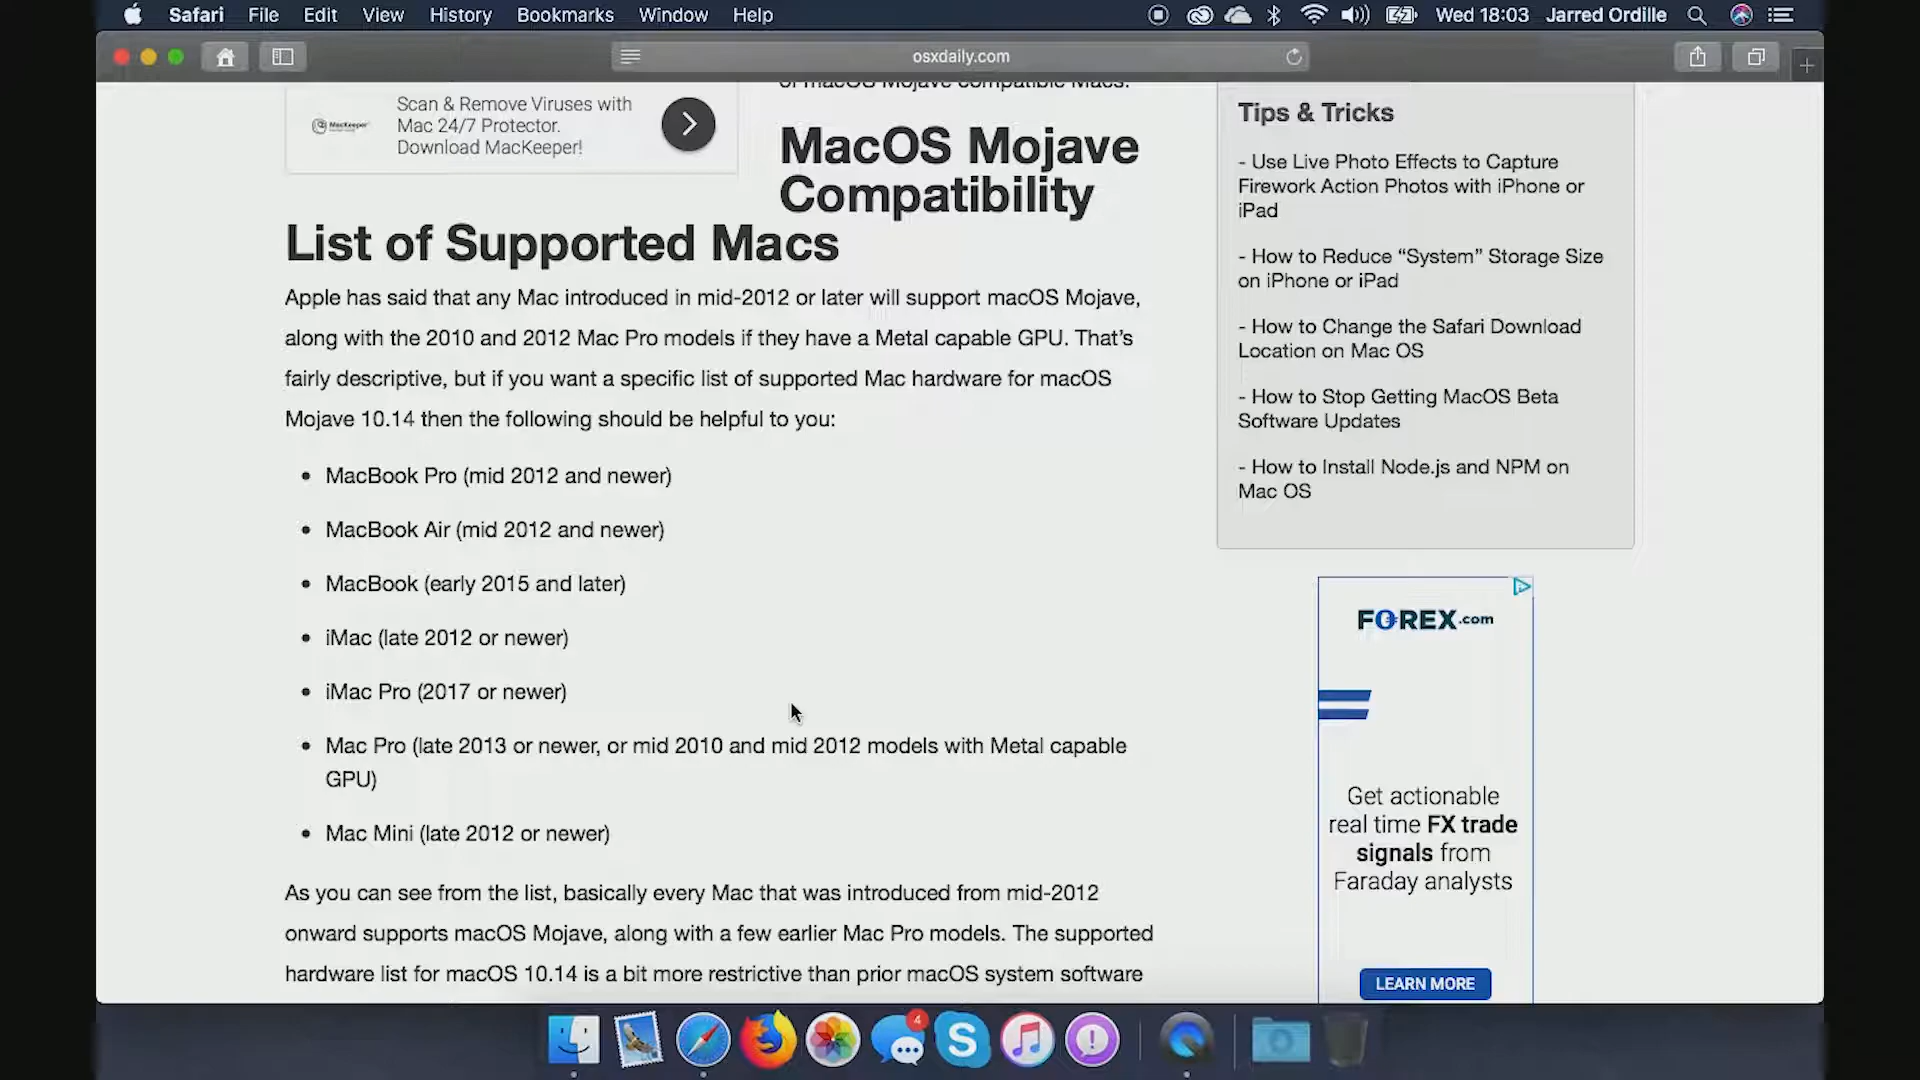 Safari File Edit View History Bookmarks Window Help
Wed 18:03 Jarred Ordille
osxdaily.com
of macOS Mojave compatible Macs.
MacKeeper
Scan & Remove Viruses with
Mac 24/7 Protector.
Download MacKeeper!
MacOS Mojave
Compatibility
List of Supported Macs
Apple has said that any Mac introduced in mid-2012 or later will support macOS Mojave,
along with the 2010 and 2012 Mac Pro models if they have a Metal capable GPU. That’s
fairly descriptive, but if you want a specific list of supported Mac hardware for macOS
Mojave 10.14 then the following should be helpful to you:
• MacBook Pro (mid 2012 and newer)
• MacBook Air (mid 2012 and newer)
• MacBook (early 2015 and later)
• iMac (late 2012 or newer)
• iMac Pro (2017 or newer)
• Mac Pro (late 2013 or newer, or mid 2010 and mid 2012 models with Metal capable
GPU)
• Mac Mini (late 2012 or newer)
As you can see from the list, basically every Mac that was introduced from mid-2012
onward supports macOS Mojave, along with a few earlier Mac Pro models. The supported
hardware list for macOS 10.14 is a bit more restrictive than prior macOS system software
Tips & Tricks
- Use Live Photo Effects to Capture
Firework Action Photos with iPhone or
iPad
- How to Reduce “System” Storage Size
on iPhone or iPad
- How to Change the Safari Download
Location on Mac OS
- How to Stop Getting MacOS Beta
Software Updates
- How to Install Node.js and NPM on
Mac OS
FOREX.com
Get actionable
real time FX trade
signals from
Faraday analysts
LEARN MORE
4